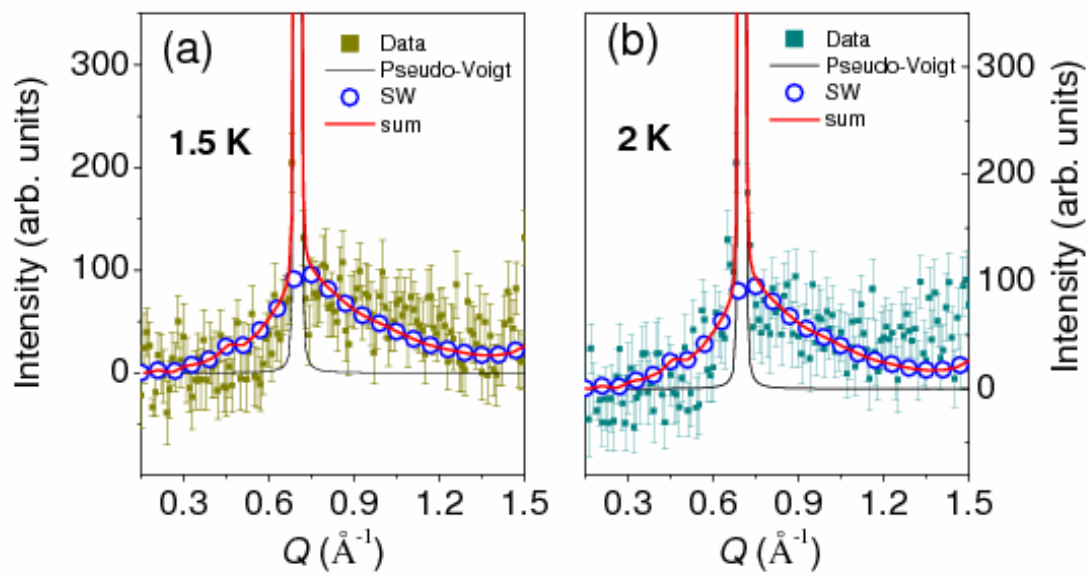 (a)
Data
Pseudo-Voigt
SW
sum
1.5 K
Intensity (arb. units)
300
200
100
0
0.3 0.6 0.9 1.2 1.5
Q (Å-1)
(b)
Data
Pseudo-Voigt
SW
sum
2 K
300
200
100
0
Intensity (arb. units)
0.3 0.6 0.9 1.2 1.5
Q (Å-1)